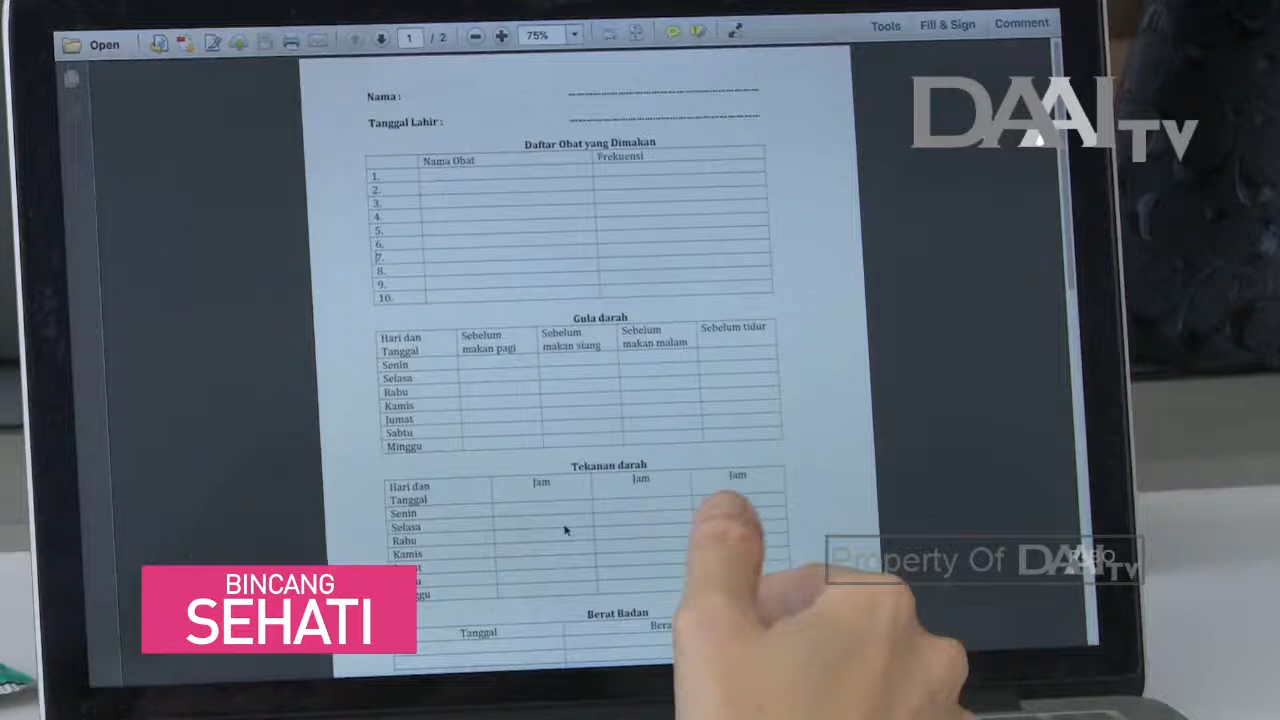 Open
1 / 2
75%
Tools
Fill & Sign
Comment
DAAI TV
Nama :
Tanggal Lahir :
Daftar Obat yang Dimakan
Nama Obat
Frekuensi
1.
2.
3.
4.
5.
6.
7.
8.
9.
10.
Gula darah
Hari dan Tanggal
Sebelum makan pagi
Sebelum makan siang
Sebelum makan malam
Sebelum tidur
Senin
Selasa
Rabu
Kamis
Jumat
Sabtu
Minggu
Tekanan darah
Hari dan Tanggal
Jam
Jam
Jam
Senin
Selasa
Rabu
Kamis
Berat Badan
Tanggal
Property Of DAAI TV
BINCANG
SEHATI